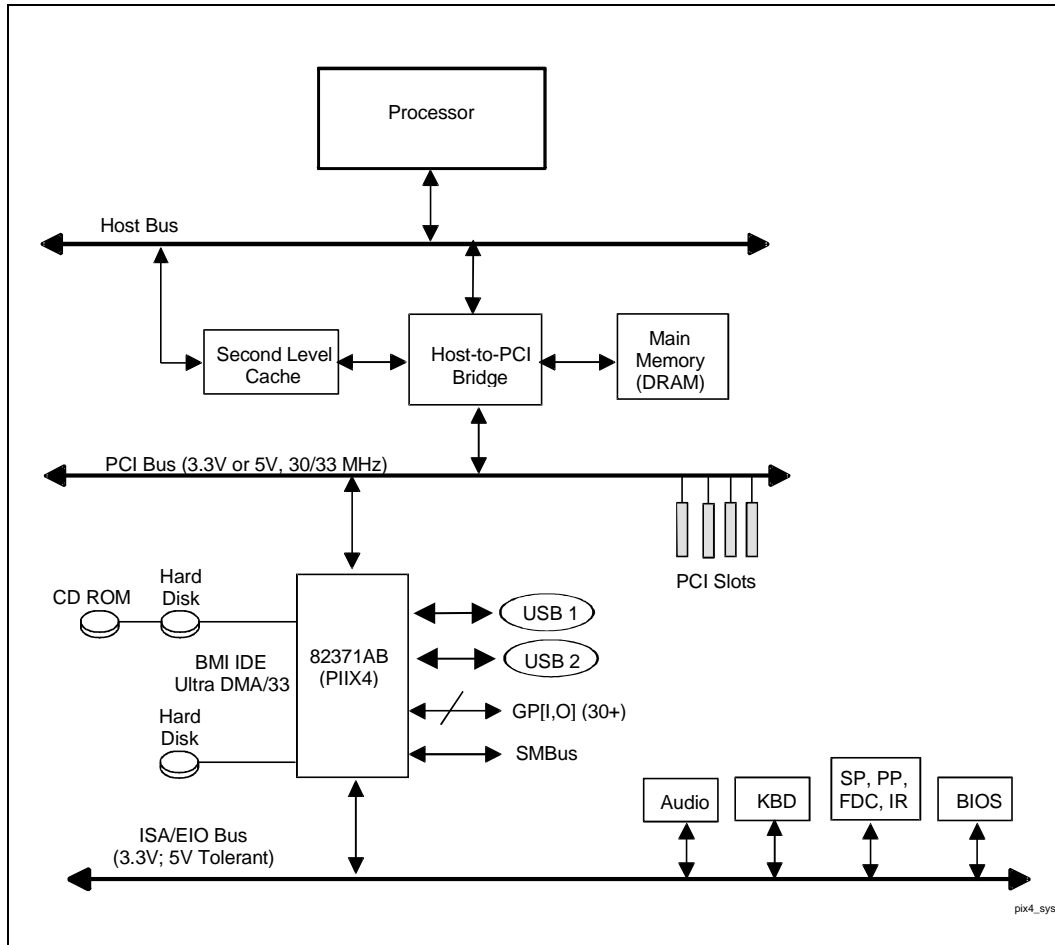 Processor
Host Bus
Second Level
Cache
Host-to-PCI
Bridge
Main
Memory
(DRAM)
PCI Bus (3.3V or 5V, 30/33 MHz)
PCI Slots
CD ROM
Hard
Disk
BMI IDE
Ultra DMA/33
Hard
Disk
82371AB
(PIIX4)
USB 1
USB 2
GP[I,O] (30+)
SMBus
Audio
KBD
SP, PP,
FDC, IR
BIOS
ISA/EIO Bus
(3.3V; 5V Tolerant)
pix4_sys